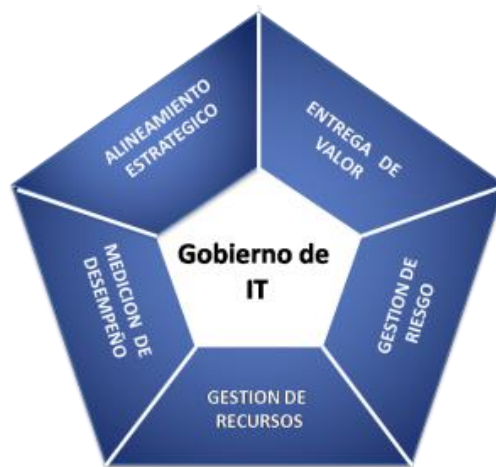 ALINEAMIENTO
ESTRATEGICO
ENTREGA DE
VALOR
Gobierno de
IT
MEDICION DE
DESEMPEÑO
GESTION DE
RIESGO
GESTION DE
RECURSOS